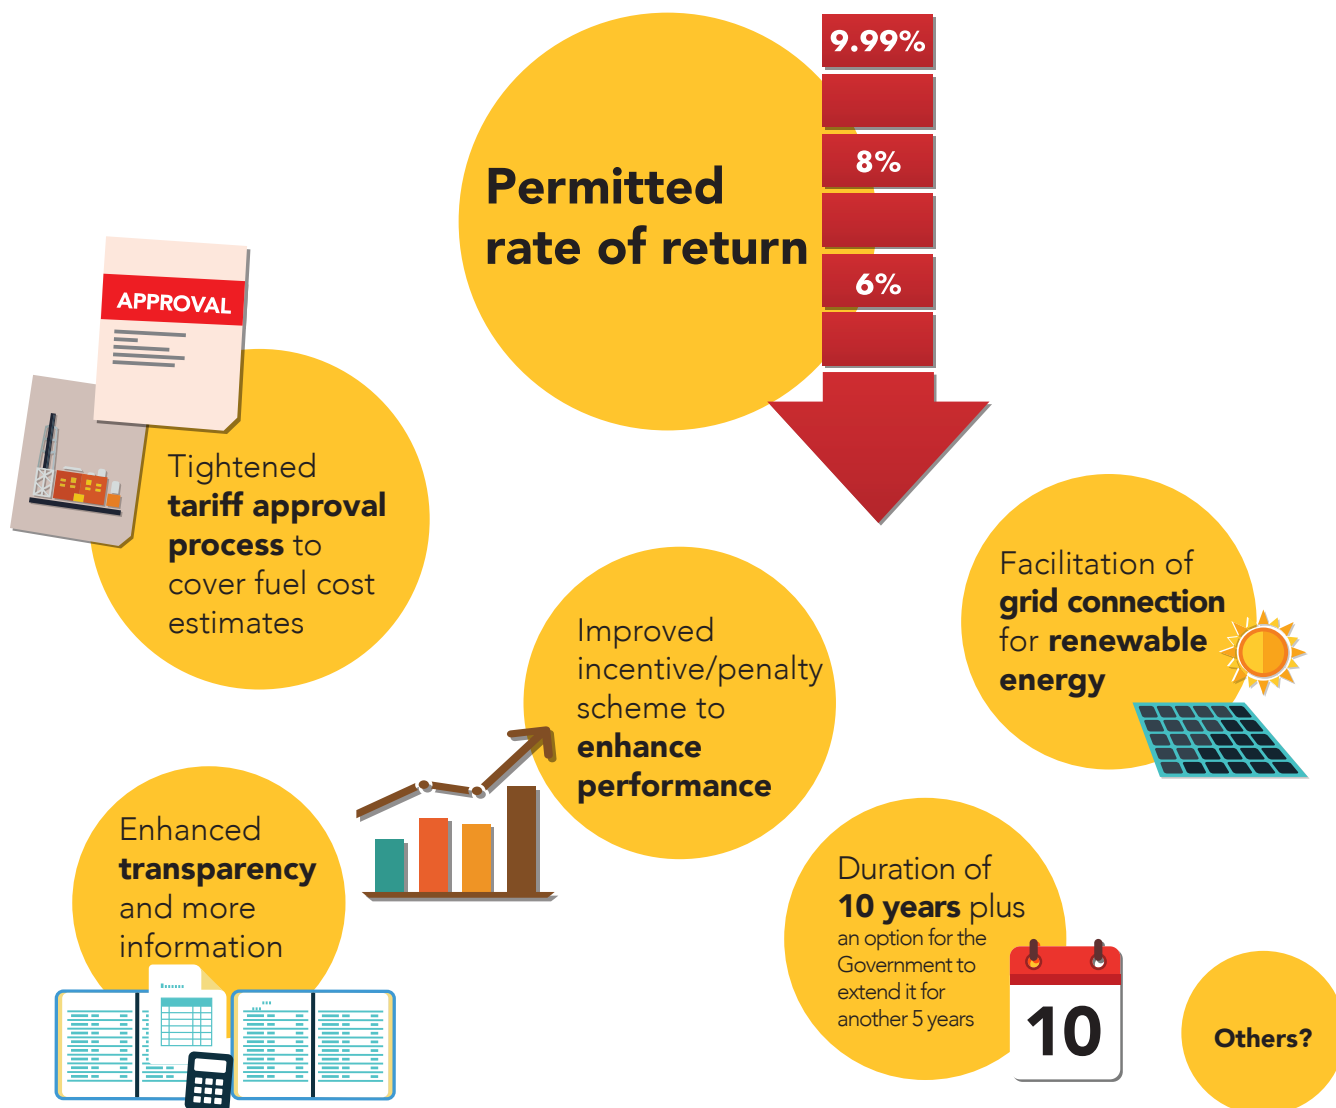 9.99%
8%
6%
Permitted
rate of return
APPROVAL
Tightened
tariff approval
process to
cover fuel cost
estimates
Improved
incentive/penalty
scheme to
enhance
performance
Facilitation of
grid connection
for renewable
energy
Enhanced
transparency
and more
information
Duration of
10 years plus
an option for the
Government to
extend it for
another 5 years
10
Others?